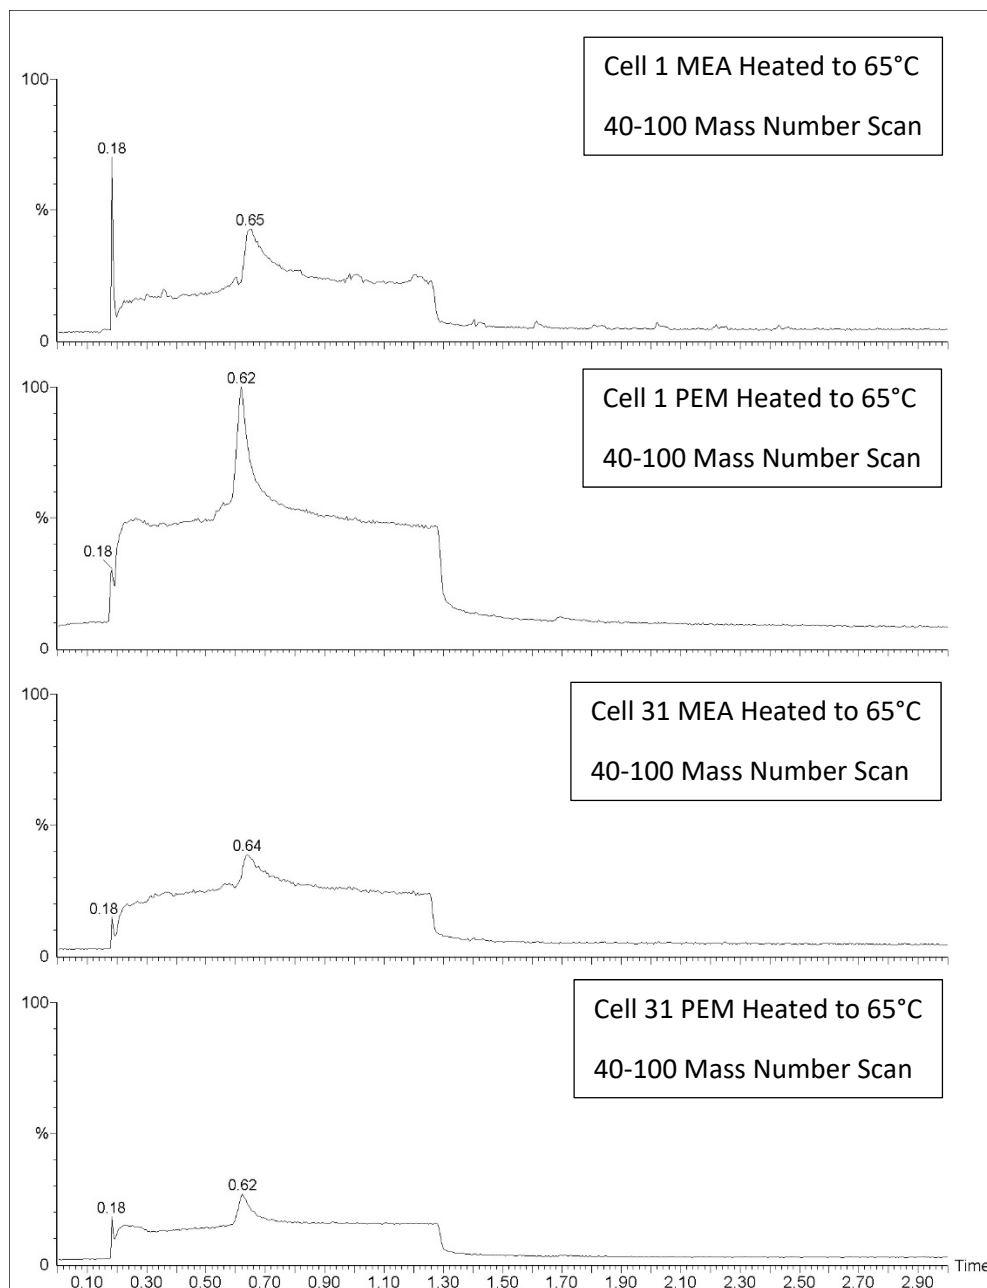 Cell 1 MEA Heated to 65°C
40-100 Mass Number Scan
100
0.18
%
0.65
0
Cell 1 PEM Heated to 65°C
40-100 Mass Number Scan
100
0.62
%
0.18
0
Cell 31 MEA Heated to 65°C
40-100 Mass Number Scan
100
%
0.64
0.18
0
Cell 31 PEM Heated to 65°C
40-100 Mass Number Scan
100
%
0.62
0.18
0
Time
0.10 0.30 0.50 0.70 0.90 1.10 1.30 1.50 1.70 1.90 2.10 2.30 2.50 2.70 2.90